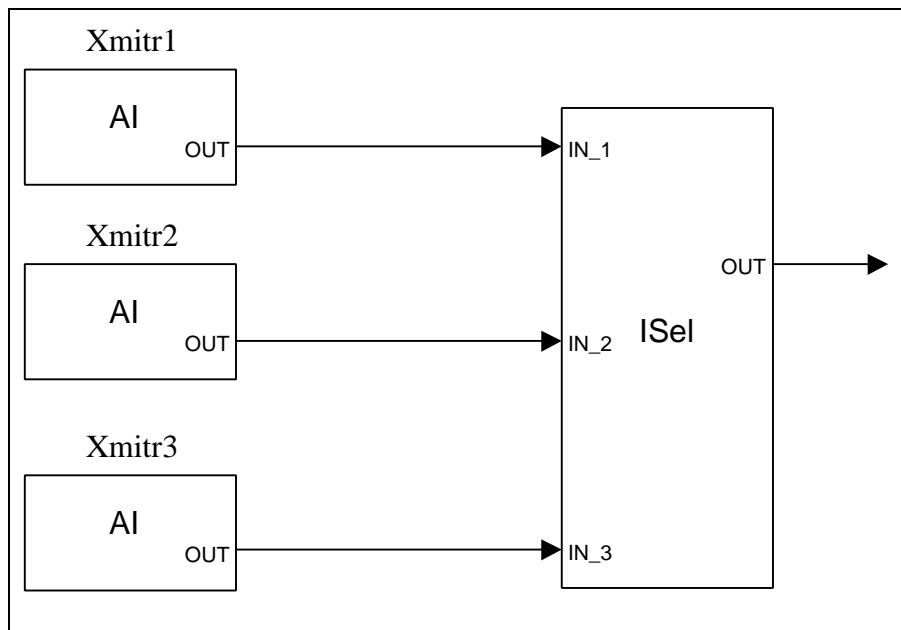 Xmitr1
AI
OUT
IN_1
Xmitr2
AI
OUT
IN_2
OUT
ISel
Xmitr3
AI
OUT
IN_3